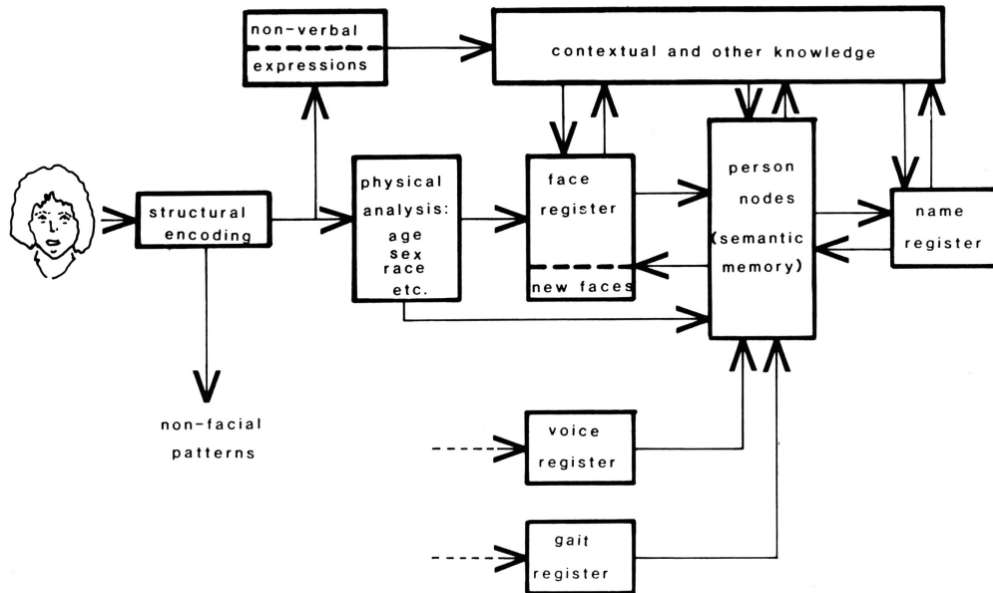 non-verbal
expressions
contextual and other knowledge
structural
encoding
physical
analysis:
age
sex
race
etc.
face
register
new faces
person
nodes
(semantic
memory)
name
register
non-facial
patterns
voice
register
gait
register